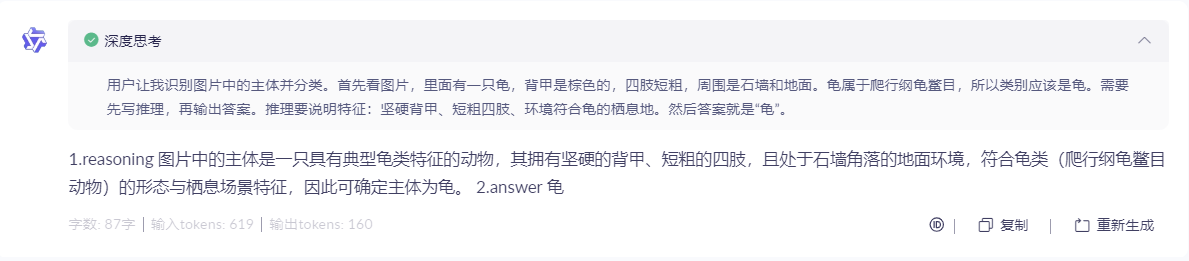 深度思考
用户让我识别图片中的主体并分类。首先看图片，里面有一只龟，背甲是棕色的，四肢短粗，周围是石墙和地面。龟属于爬行纲龟鳖目，所以类别应该是龟。需要
先写推理，再输出答案。推理要说明特征：坚硬背甲、短粗四肢、环境符合龟的栖息地。然后答案就是“龟”。
1.reasoning 图片中的主体是一只具有典型龟类特征的动物，其拥有坚硬的背甲、短粗的四肢，且处于石墙角落的地面环境，符合龟类（爬行纲龟鳖目
动物）的形态与栖息场景特征，因此可确定主体为龟。 2.answer 龟
字数: 87字 | 输入tokens: 619 | 输出tokens: 160 ID | 复制 | 重新生成